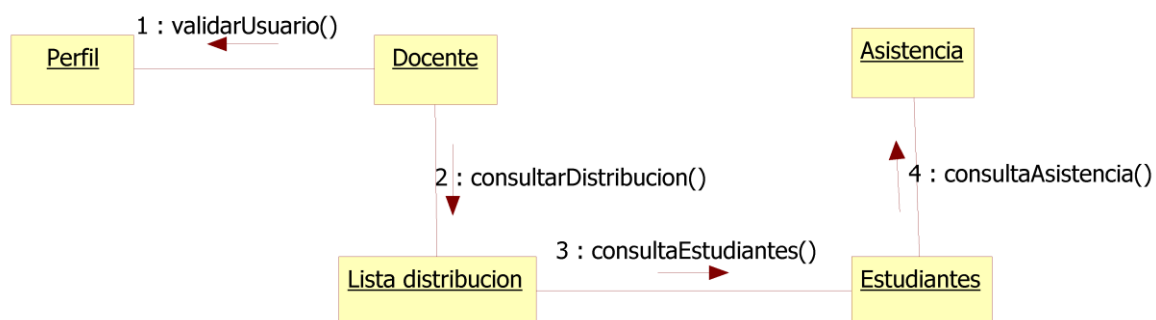 1 : validarUsuario()
Perfil
Docente
Asistencia
2 : consultarDistribucion()
4 : consultaAsistencia()
3 : consultaEstudiantes()
Lista distribucion
Estudiantes